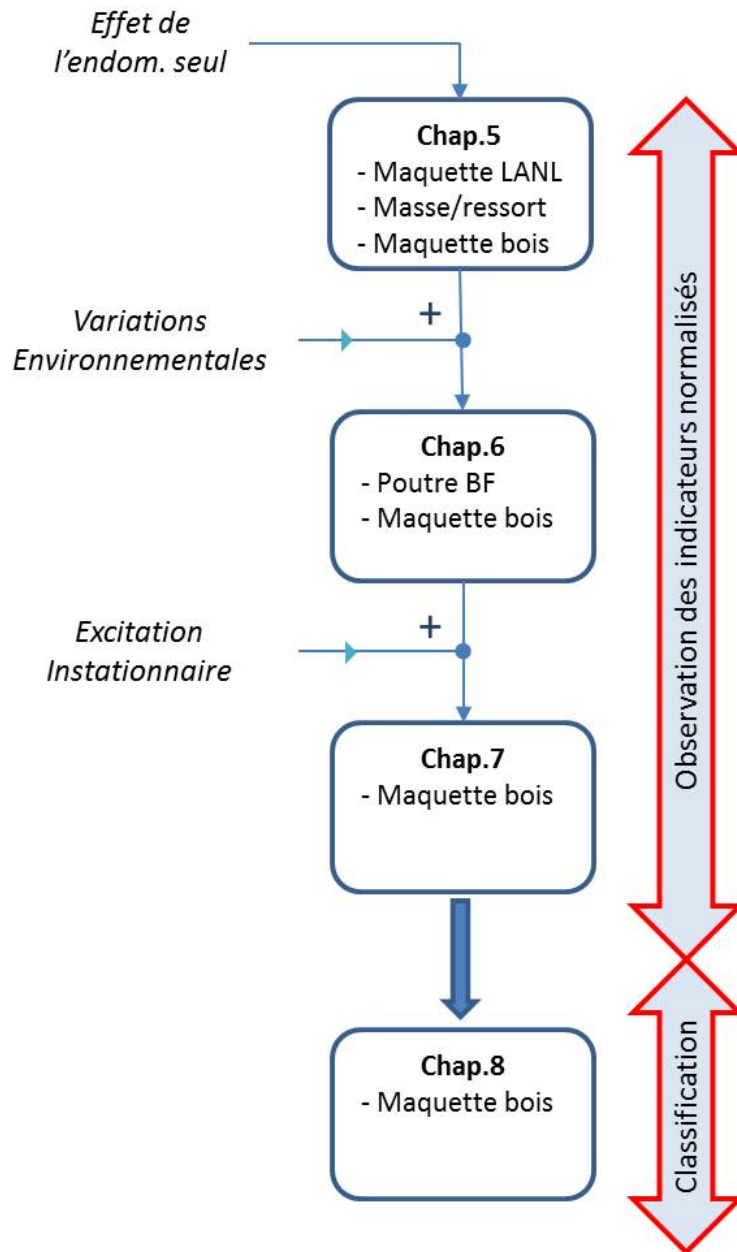 Effet de
l'endom. seul
Chap.5
- Maquette LANL
- Masse/ressort
- Maquette bois
+
Variations
Environnementales
Chap.6
- Poutre BF
- Maquette bois
+
Excitation
Instationnaire
Chap.7
- Maquette bois
Chap.8
- Maquette bois
Observation des indicateurs normalisés
Classification